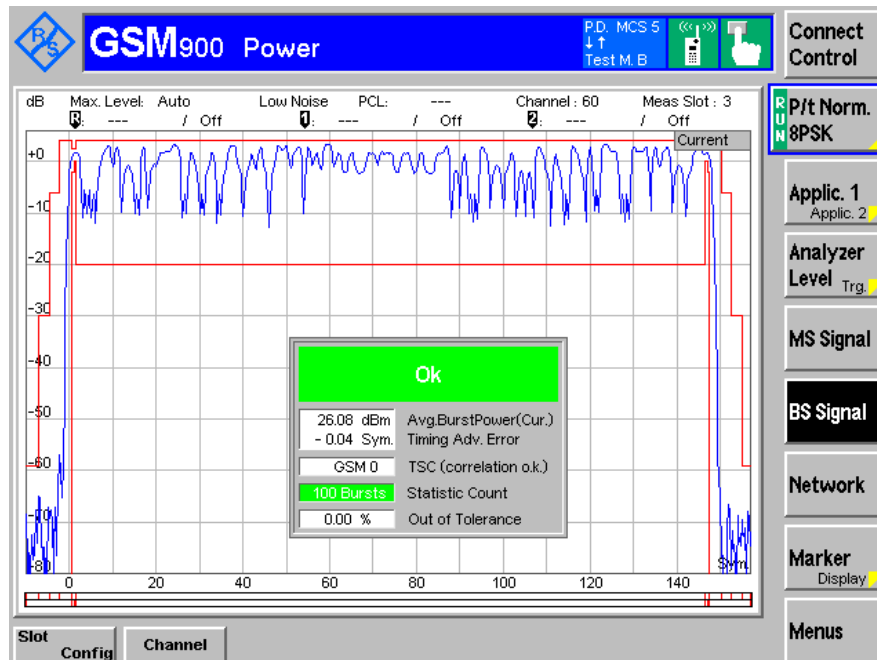 R&S
GSM900 Power
P.D. MCS 5
Test M. B
Connect Control
dB Max. Level: Auto Low Noise PCL: --- Channel : 60 Meas Slot : 3
R: --- / Off 1: --- / Off 2: --- / Off
Current
RUN
P/t Norm. 8PSK
Applic. 1
Applic. 2
Analyzer Level Trg.
MS Signal
BS Signal
Network
Marker
Display
Menus
+0
-10
-20
-30
-40
-50
-60
-70
-80
Ok
26.08 dBm Avg.BurstPower(Cur.)
- 0.04 Sym. Timing Adv. Error
GSM 0 TSC (correlation o.k.)
100 Bursts Statistic Count
0.00 % Out of Tolerance
Sym.
0 20 40 60 80 100 120 140
Slot Config
Channel